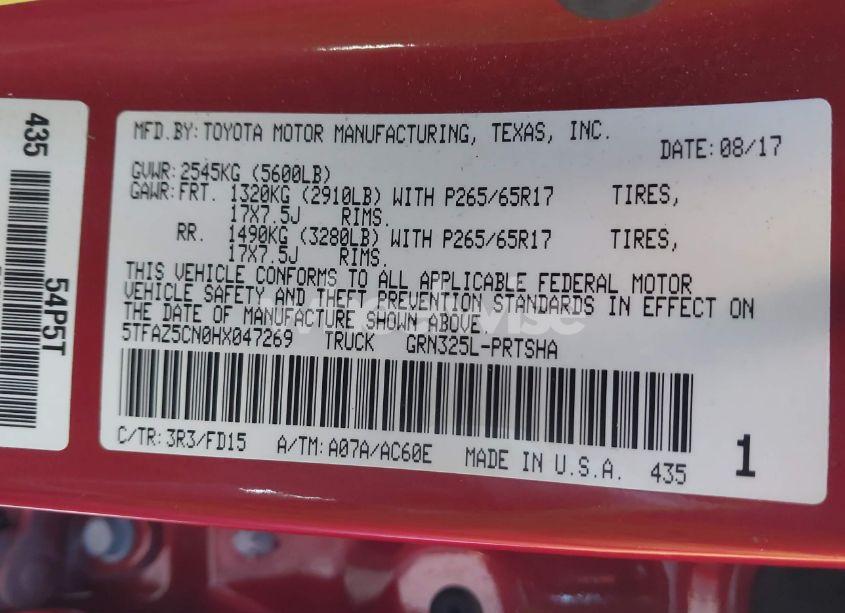 MFD.BY: TOYOTA MOTOR MANUFACTURING, TEXAS, INC.
DATE: 08/17
GVWR: 2545KG (5600LB)
GAWR: FRT. 1320KG (2910LB) WITH P265/65R17 TIRES,
17X7.5J RIMS.
RR. 1490KG (3280LB) WITH P265/65R17 TIRES,
17X7.5J RIMS.
THIS VEHICLE CONFORMS TO ALL APPLICABLE FEDERAL MOTOR
VEHICLE SAFETY AND THEFT PREVENTION STANDARDS IN EFFECT ON
THE DATE OF MANUFACTURE SHOWN ABOVE
5TFAZ5CN0HX047269 TRUCK GRN325L-PRTSHA
C/TR: 3R3/FD15 A/TM: A07A/AC60E MADE IN U.S.A. 435 1
435
54P5T